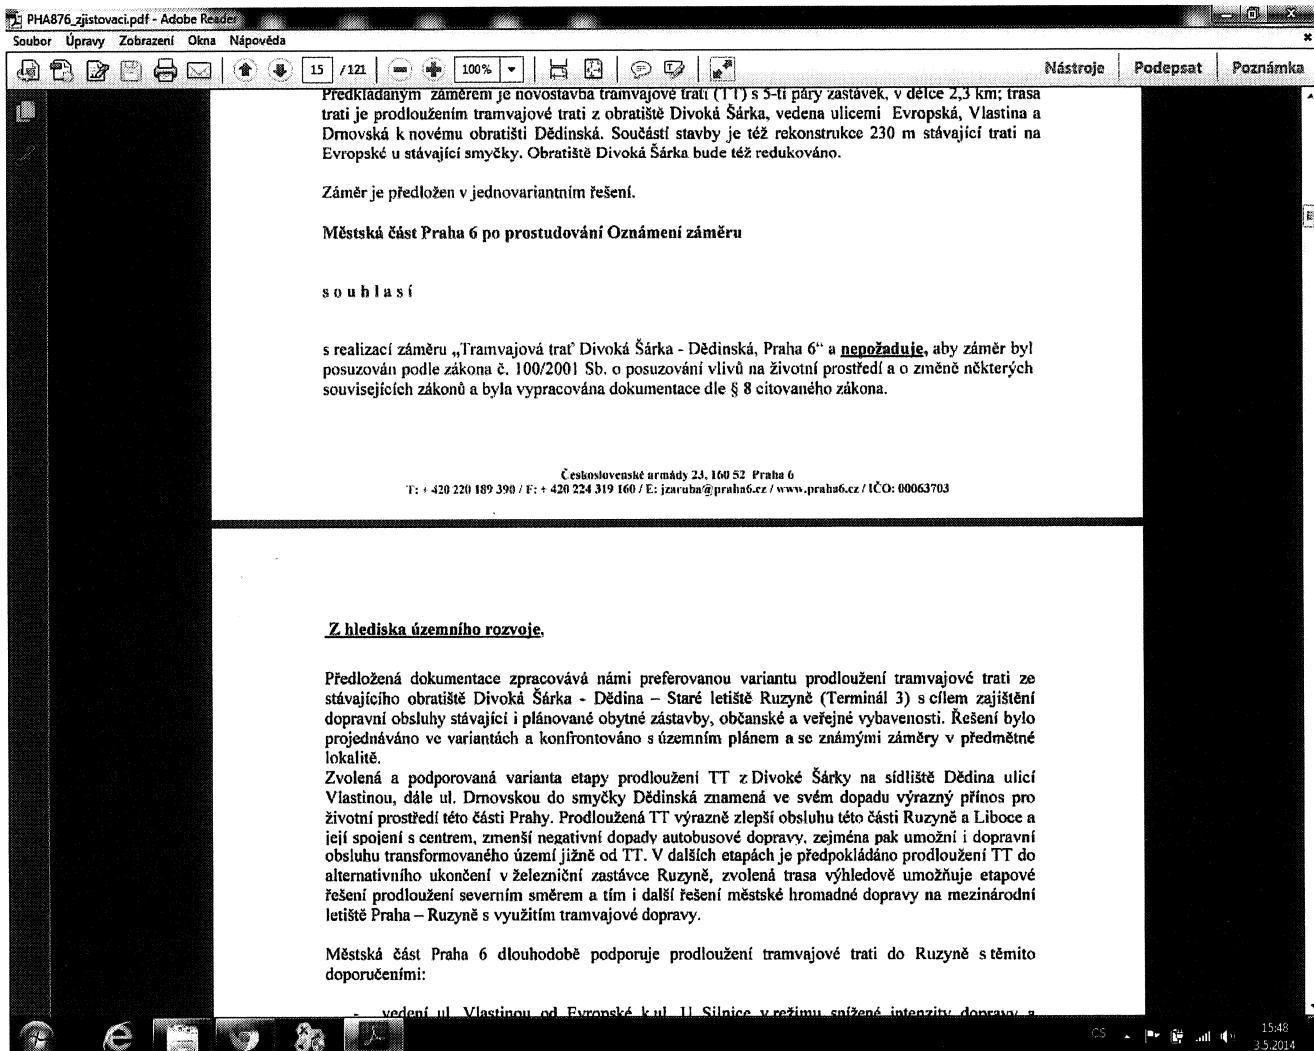 PHA876_zjistovaci.pdf - Adobe Reader
Soubor Úpravy Zobrazení Okna Nápověda
15 / 121 100% Nástroje Podepsat Poznámka
Předkládaným záměrem je novostavba tramvajové trati (TT) s 5-ti páry zastávek, v délce 2,3 km; trasa
trati je prodloužením tramvajové trati z obratiště Divoká Šárka, vedena ulicemi Evropská, Vlastina a
Drnovská k novému obratišti Dědinská. Součástí stavby je též rekonstrukce 230 m stávající trati na
Evropské u stávající smyčky. Obratiště Divoká Šárka bude též redukováno.
Záměr je předložen v jednovariantním řešení.
Městská část Praha 6 po prostudování Oznámení záměru
s o u h l a s í
s realizací záměru „Tramvajová trať Divoká Šárka - Dědinská, Praha 6“ a nepožaduje, aby záměr byl
posuzován podle zákona č. 100/2001 Sb. o posuzování vlivů na životní prostředí a o změně některých
souvisejících zákonů a byla vypracována dokumentace dle § 8 citovaného zákona.
Československé armády 23, 160 52 Praha 6
T: + 420 220 189 390 / F: + 420 224 319 160 / E: jzaruba@praha6.cz / www.praha6.cz / IČO: 00063703
Z hlediska územního rozvoje,
Předložená dokumentace zpracovává námi preferovanou variantu prodloužení tramvajové trati ze
stávajícího obratiště Divoká Šárka - Dědina – Staré letiště Ruzyně (Terminál 3) s cílem zajištění
dopravní obsluhy stávající i plánované obytné zástavby, občanské a veřejné vybavenosti. Řešení bylo
projednáváno ve variantách a konfrontováno s územním plánem a se známými záměry v předmětné
lokalitě.
Zvolená a podporovaná varianta etapy prodloužení TT z Divoké Šárky na sídliště Dědina ulicí
Vlastinou, dále ul. Drnovskou do smyčky Dědinská znamená ve svém dopadu výrazný přínos pro
životní prostředí této části Prahy. Prodloužená TT výrazně zlepší obsluhu této části Ruzyně a Liboce a
její spojení s centrem, zmenší negativní dopady autobusové dopravy, zejména pak umožní i dopravní
obsluhu transformovaného území jižně od TT. V dalších etapách je předpokládáno prodloužení TT do
alternativního ukončení v železniční zastávce Ruzyně, zvolená trasa výhledově umožňuje etapové
řešení prodloužení severním směrem a tím i další řešení městské hromadné dopravy na mezinárodní
letiště Praha – Ruzyně s využitím tramvajové dopravy.
Městská část Praha 6 dlouhodobě podporuje prodloužení tramvajové trati do Ruzyně s těmito
doporučeními:
- vedení ul. Vlastinou od Evropské k ul. U Silnice v režimu snížené intenzity dopravy a
CS 15:48
3.5.2014